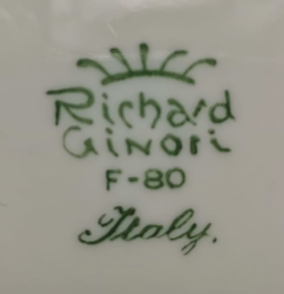 Richard
GiNORi
F-80
Italy.